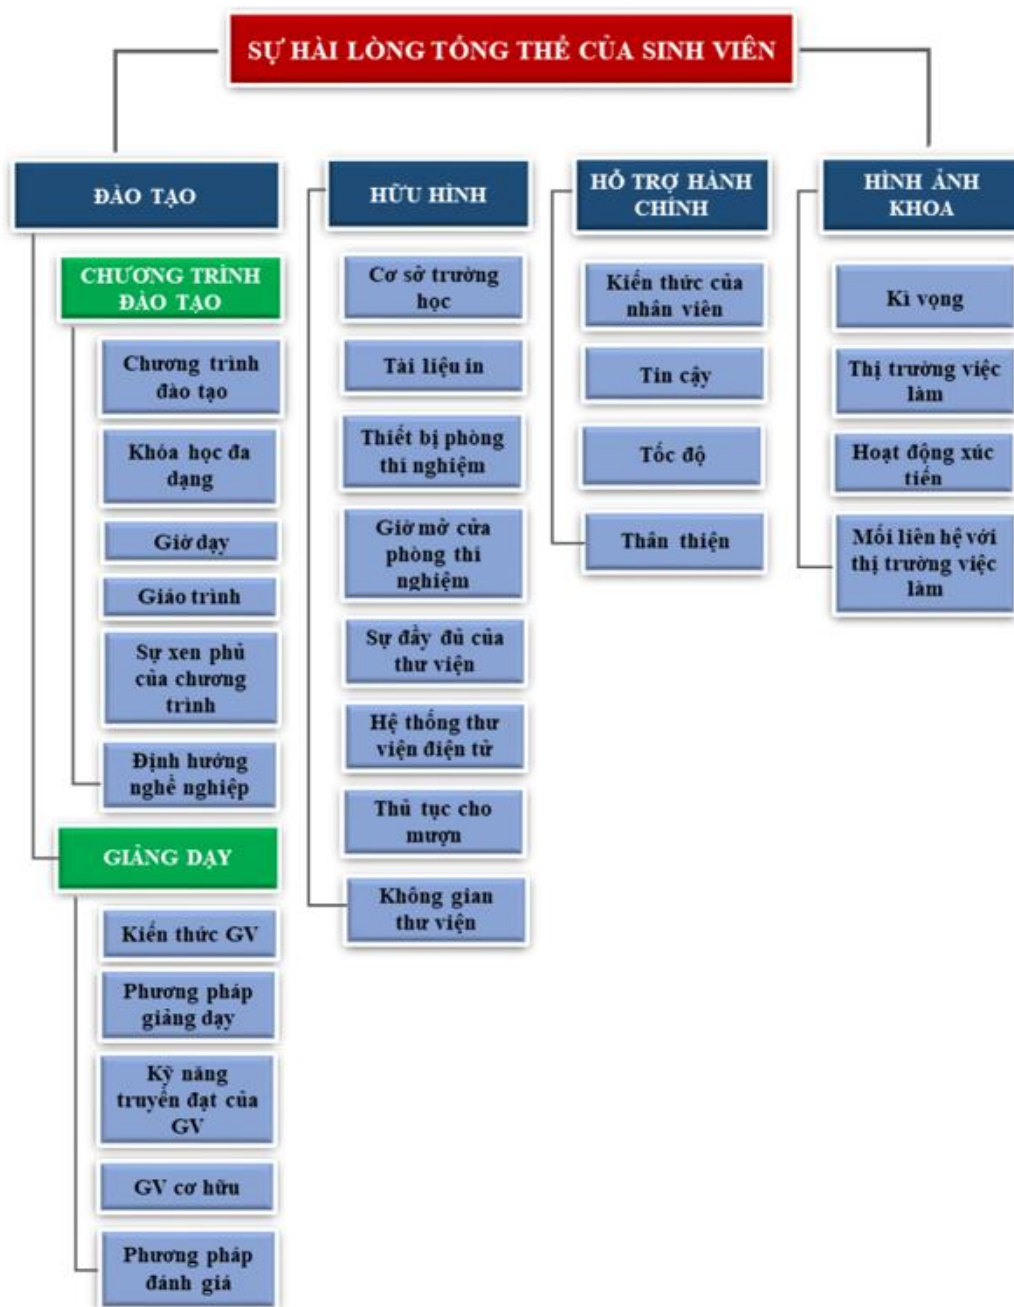 SỰ HÀI LÒNG TỔNG THỂ CỦA SINH VIÊN
ĐÀO TẠO
CHƯƠNG TRÌNH
ĐÀO TẠO
Chương trình
đào tạo
Khóa học đa
dạng
Giờ dạy
Giáo trình
Sự xen phủ
của chương
trình
Định hướng
nghề nghiệp
GIẢNG DẠY
Kiến thức GV
Phương pháp
giảng dạy
Kỹ năng
truyền đạt của
GV
GV cơ hữu
Phương pháp
đánh giá
HỮU HÌNH
Cơ sở trường
học
Tài liệu in
Thiết bị phòng
thí nghiệm
Giờ mở cửa
phòng thí
nghiệm
Sự đầy đủ của
thư viện
Hệ thống thư
viện điện tử
Thủ tục cho
mượn
Không gian
thư viện
HỖ TRỢ HÀNH
CHÍNH
Kiến thức của
nhân viên
Tin cậy
Tốc độ
Thân thiện
HÌNH ẢNH
KHOA
Kì vọng
Thị trường việc
làm
Hoạt động xúc
tiến
Mối liên hệ với
thị trường việc
làm